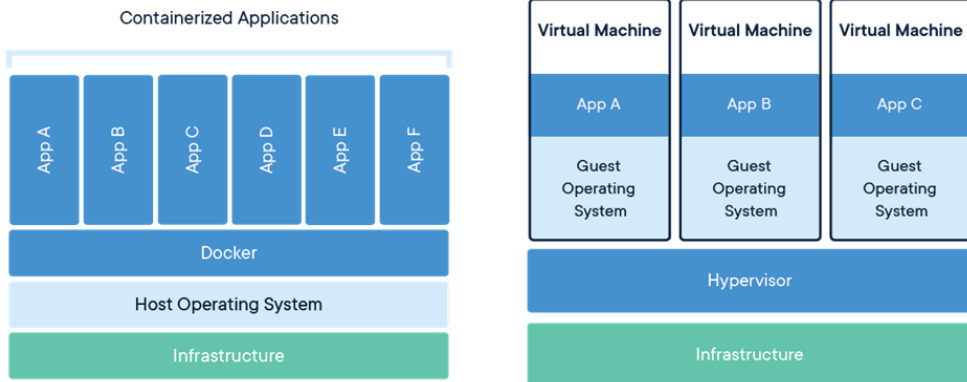 Containerized Applications
App A
App B
App C
App D
App E
App F
Docker
Host Operating System
Infrastructure
Virtual Machine
App A
Guest
Operating
System
Virtual Machine
App B
Guest
Operating
System
Virtual Machine
App C
Guest
Operating
System
Hypervisor
Infrastructure